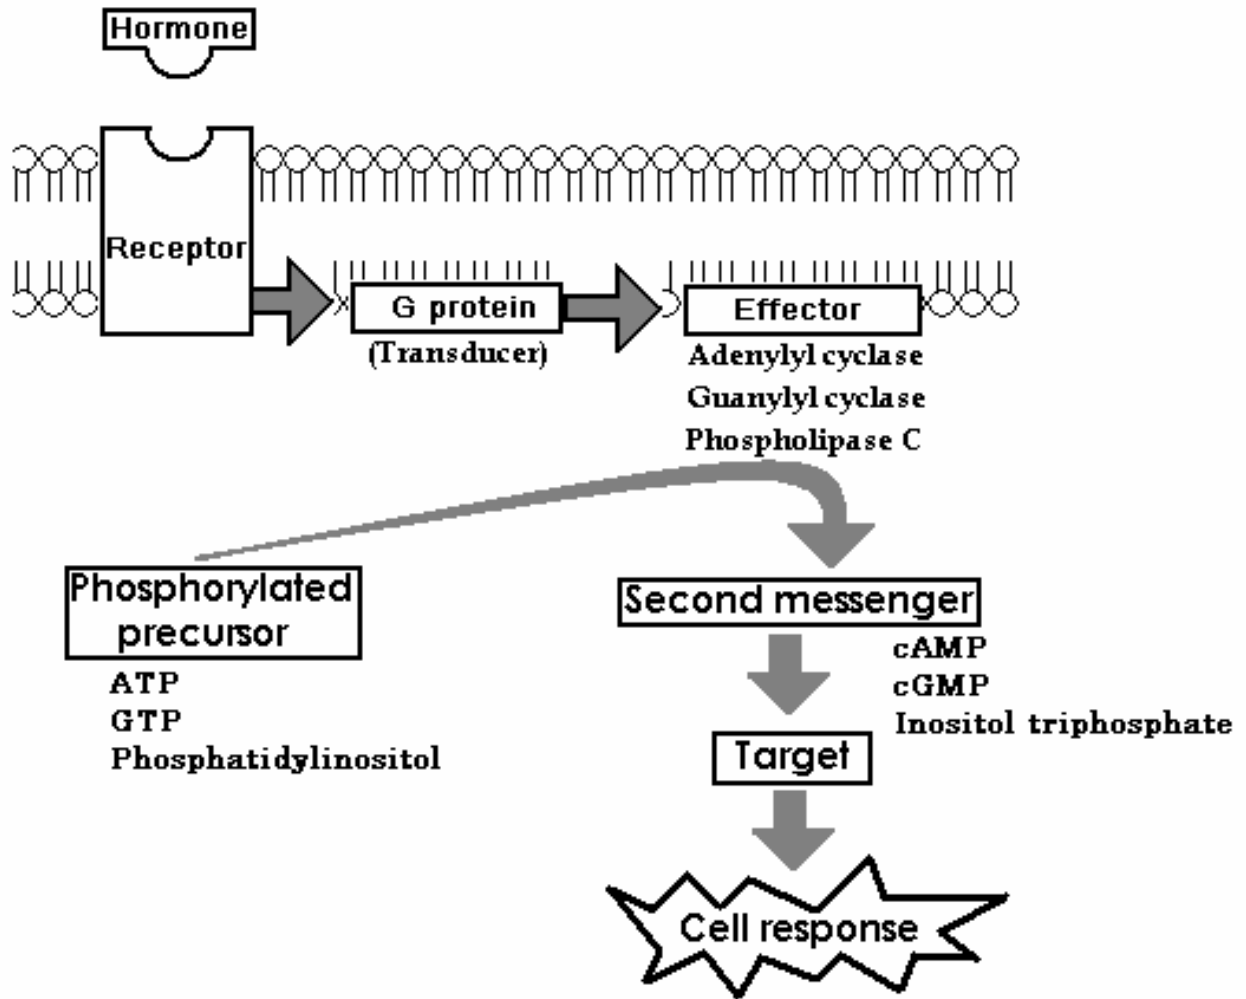 Hormone
Receptor
G protein
(Transducer)
Effector
Adenylyl cyclase
Guanylyl cyclase
Phospholipase C
Phosphorylated
precursor
ATP
GTP
Phosphatidylinositol
Second messenger
cAMP
cGMP
Inositol triphosphate
Target
Cell response